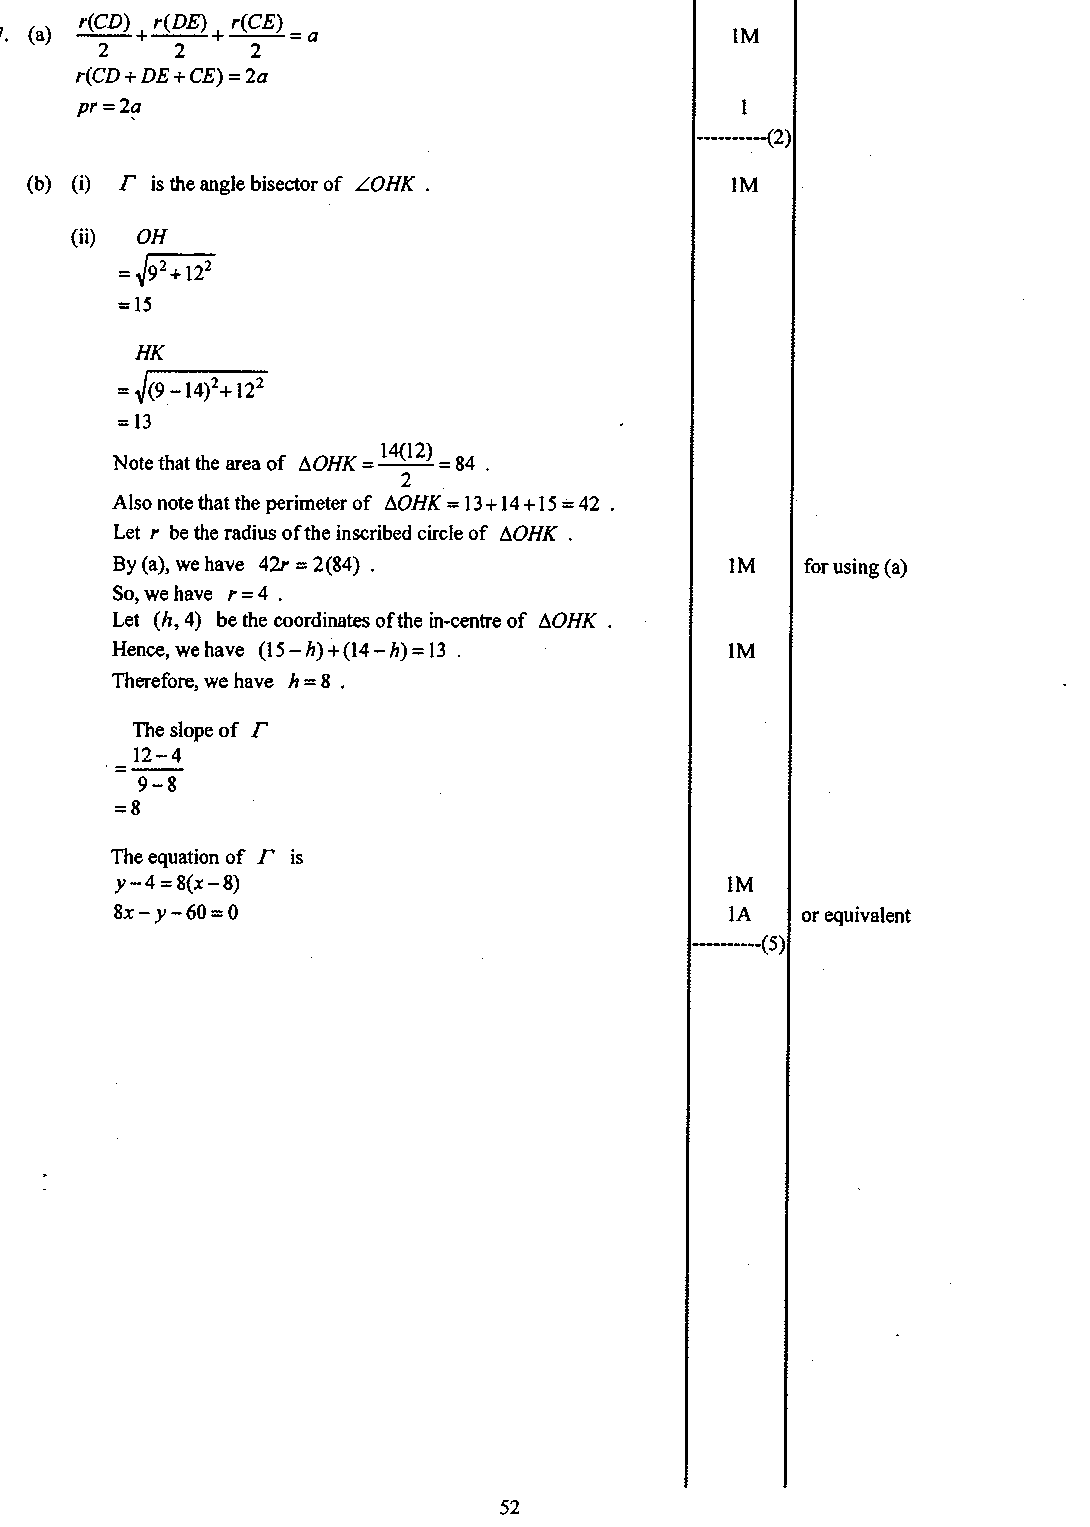 7. (a) r(CD)/2 + r(DE)/2 + r(CE)/2 = a 1M
r(CD + DE + CE) = 2a
pr = 2a 1
----------(2)
(b) (i) Γ is the angle bisector of ∠OHK . 1M
(ii) OH
= √(9² + 12²)
= 15
HK
= √((9 – 14)² + 12²)
= 13
Note that the area of ΔOHK = 14(12)/2 = 84 .
Also note that the perimeter of ΔOHK = 13 + 14 + 15 = 42 .
Let r be the radius of the inscribed circle of ΔOHK .
By (a), we have 42r = 2(84) . 1M for using (a)
So, we have r = 4 .
Let (h, 4) be the coordinates of the in-centre of ΔOHK .
Hence, we have (15 – h) + (14 – h) = 13 . 1M
Therefore, we have h = 8 .
The slope of Γ
= (12 – 4)/(9 – 8)
= 8
The equation of Γ is
y – 4 = 8(x – 8) 1M
8x – y – 60 = 0 1A or equivalent
----------(5)
52